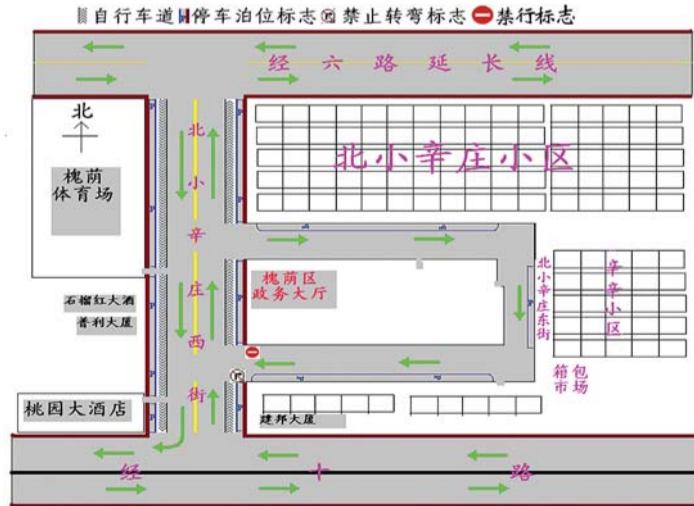 自行车道 停车泊位标志 禁止转弯标志 禁行标志
经六路延长线
北
槐荫
体育场
北小辛庄西街
北小辛庄小区
槐荫区
政务大厅
北小辛庄东街
辛辛小区
石榴红大酒
普利大厦
箱包
市场
桃园大酒店
建邦大厦
经十路